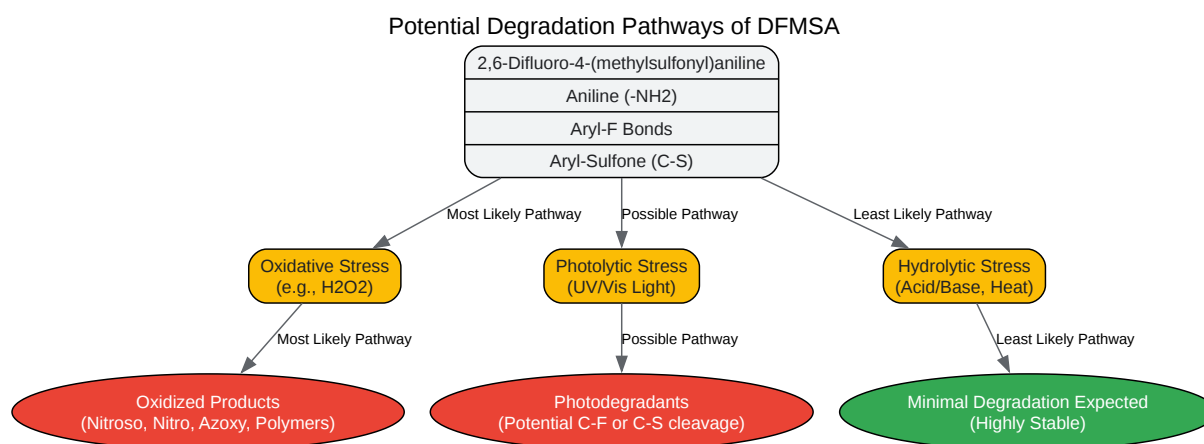 Potential Degradation Pathways of DFMSA
2,6-Difluoro-4-(methylsulfonyl)aniline
Aniline (-NH2)
Aryl-F Bonds
Aryl-Sulfone (C-S)
Most Likely Pathway
Possible Pathway
Least Likely Pathway
Oxidative Stress
(e.g., H2O2)
Photolytic Stress
(UV/Vis Light)
Hydrolytic Stress
(Acid/Base, Heat)
Most Likely Pathway
Possible Pathway
Least Likely Pathway
Oxidized Products
(Nitroso, Nitro, Azoxy, Polymers)
Photodegradants
(Potential C-F or C-S cleavage)
Minimal Degradation Expected
(Highly Stable)